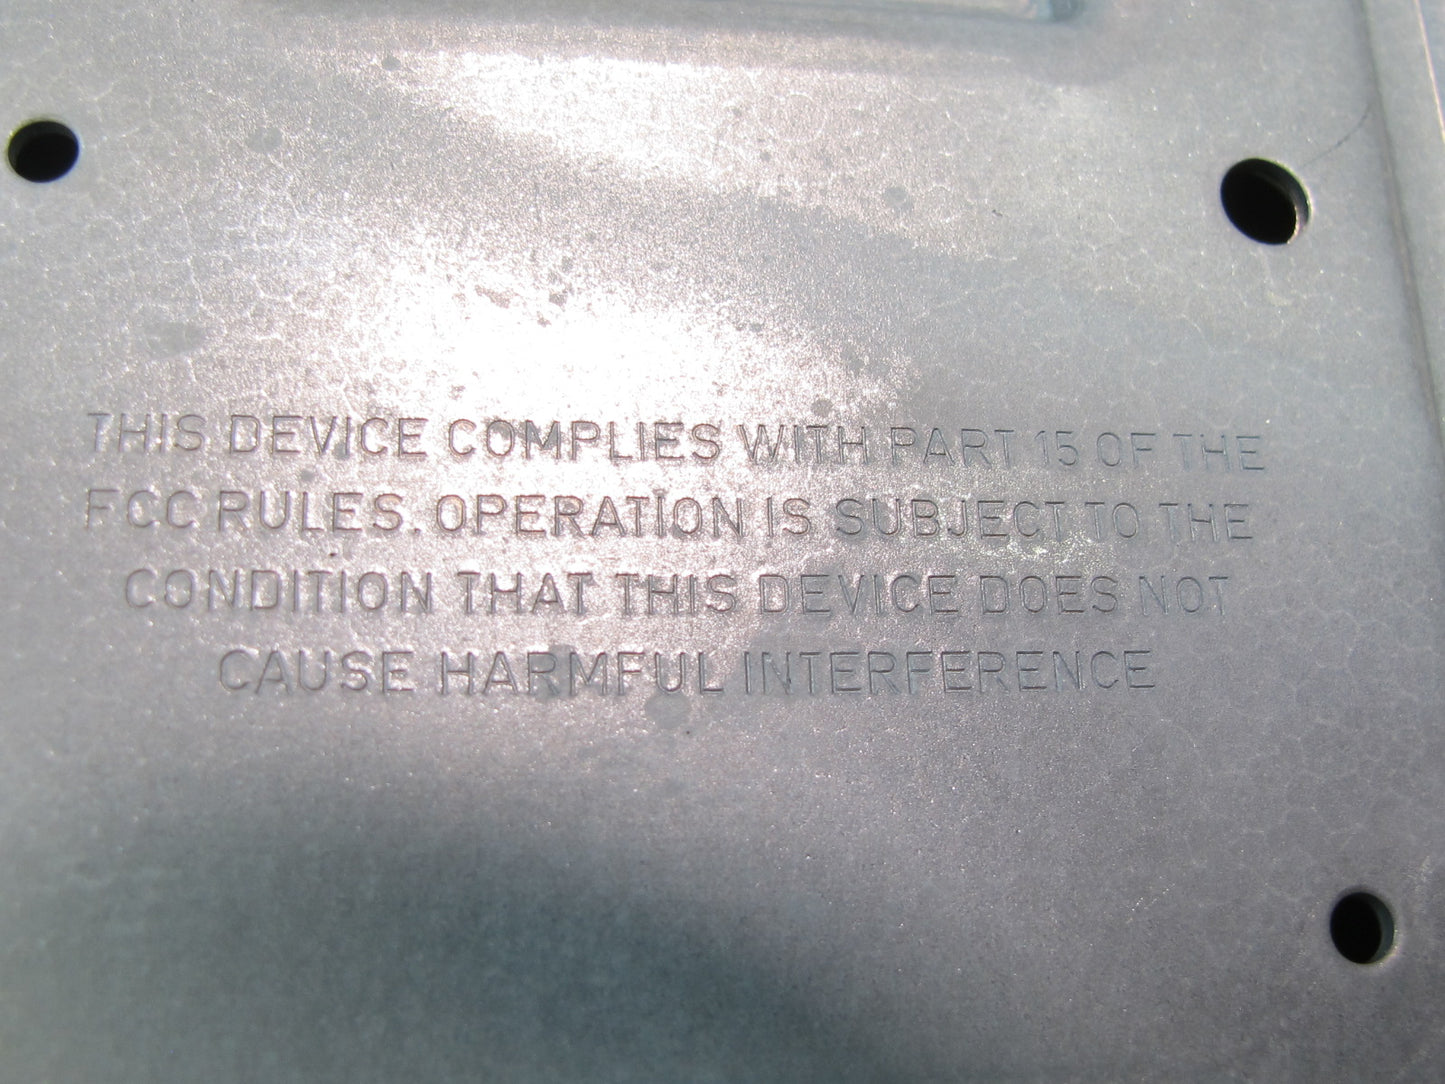 THIS DEVICE COMPLIES WITH PART 15 OF THE
FCC RULES. OPERATION IS SUBJECT TO THE
CONDITION THAT THIS DEVICE DOES NOT
CAUSE HARMFUL INTERFERENCE